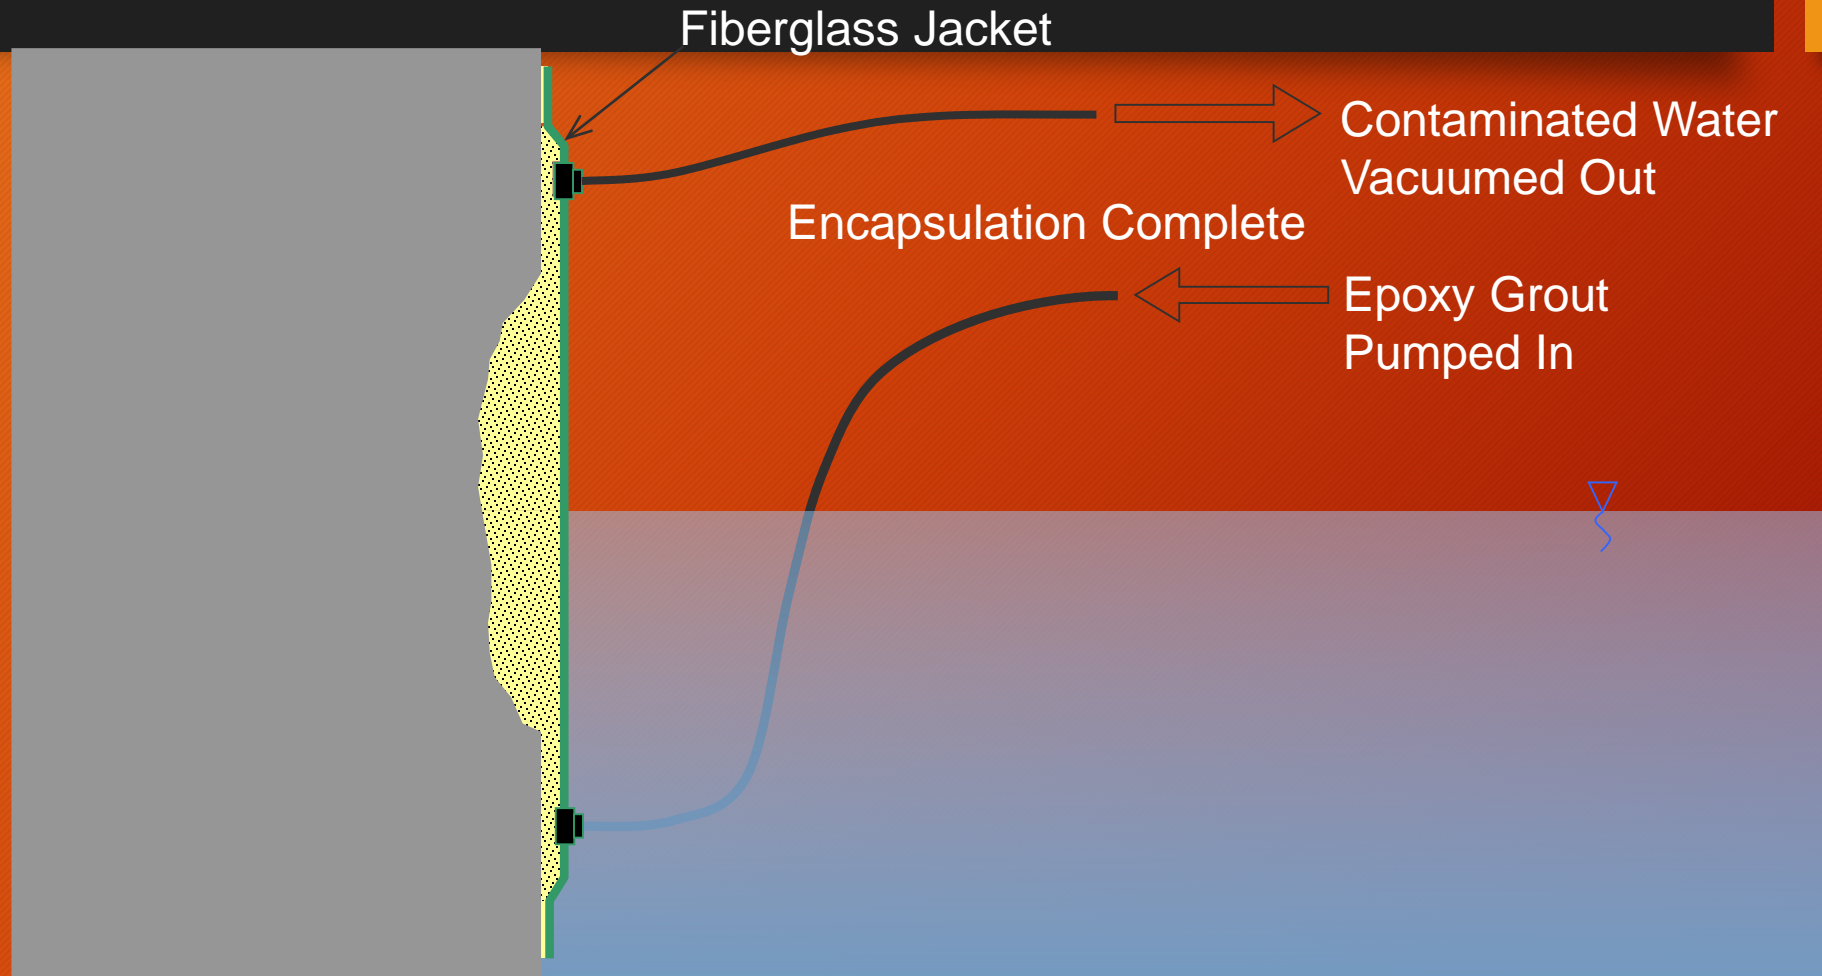 Fiberglass Jacket
Contaminated Water
Vacuumed Out
Encapsulation Complete
Epoxy Grout
Pumped In